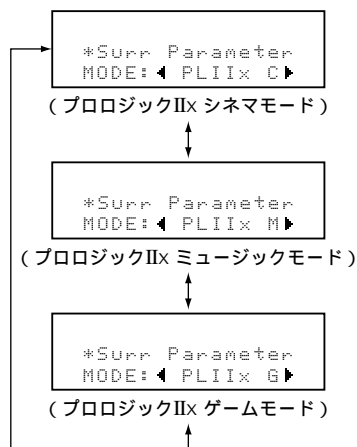 *Surr Parameter
MODE:◀ PLIIx C▶
(プロロジックIIx シネマモード)
*Surr Parameter
MODE:◀ PLIIx M▶
(プロロジックIIx ミュージックモード)
*Surr Parameter
MODE:◀ PLIIx G▶
(プロロジックIIx ゲームモード)